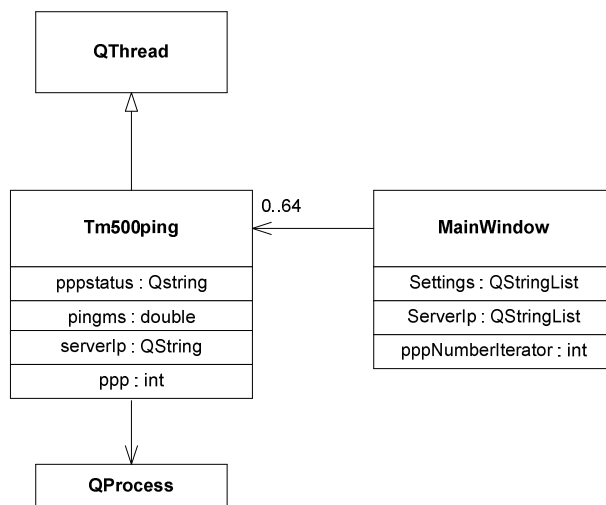 QThread
Tm500ping
pppstatus : Qstring
pingms : double
serverIp : QString
ppp : int
0..64
MainWindow
Settings : QStringList
ServerIp : QStringList
pppNumberIterator : int
QProcess